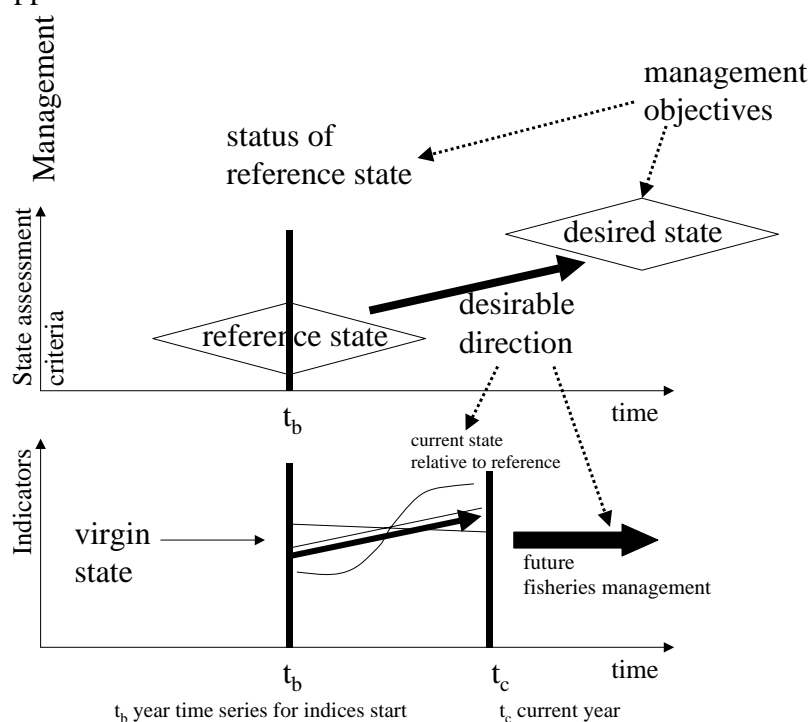 Management
management
objectives
status of
reference state
desired state
State assessment
criteria
reference state
desirable
direction
t_b
time
Indicators
current state
relative to reference
virgin
state
future
fisheries management
t_b
t_c
time
t_b year time series for indices start
t_c current year